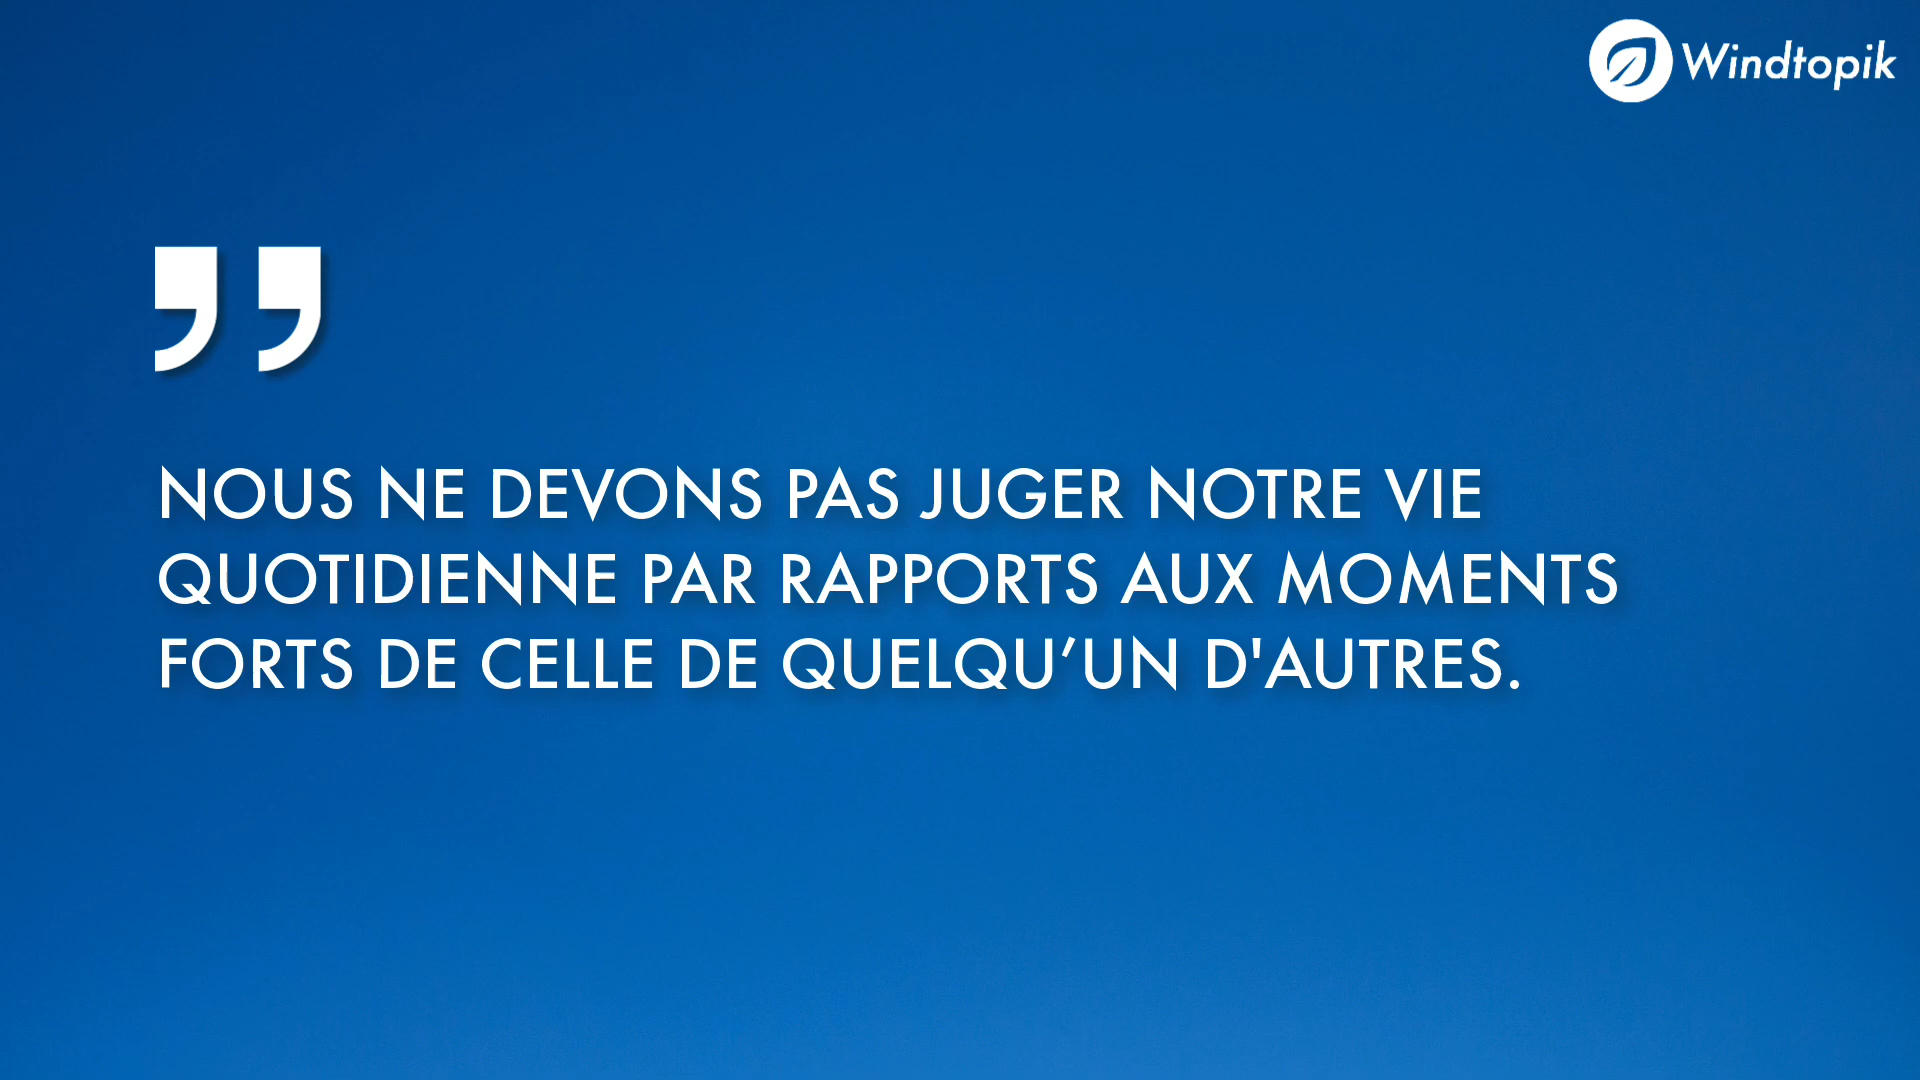 Windtopik
”
NOUS NE DEVONS PAS JUGER NOTRE VIE
QUOTIDIENNE PAR RAPPORTS AUX MOMENTS
FORTS DE CELLE DE QUELQU’UN D'AUTRES.